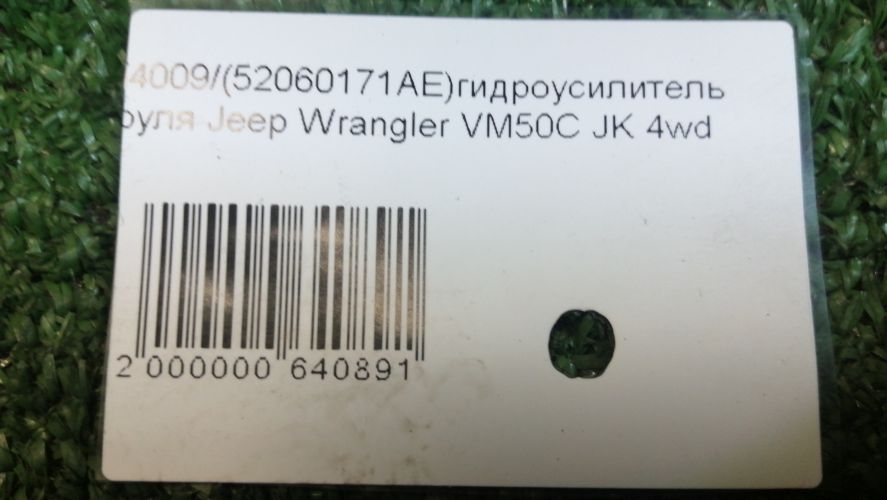 4009/(52060171AE)гидроусилитель
руля Jeep Wrangler VM50C JK 4wd
2 000000 640891